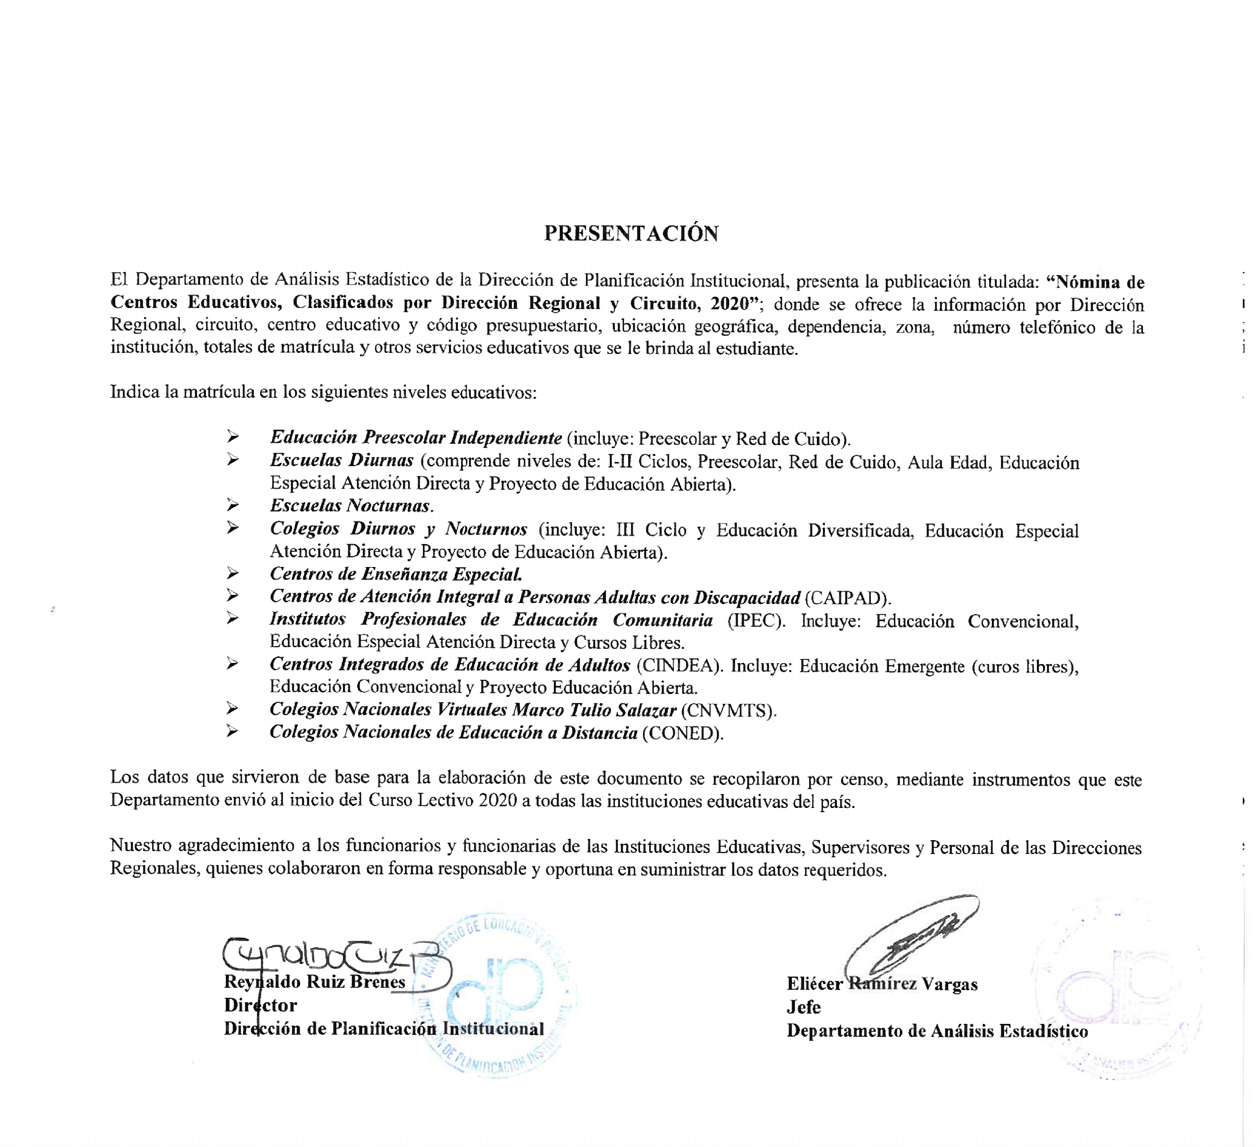 PRESENTACIÓN
El Departamento de Análisis Estadístico de la Dirección de Planificación Institucional, presenta la publicación titulada: “Nómina de
Centros Educativos, Clasificados por Dirección Regional y Circuito, 2020”; donde se ofrece la información por Dirección
Regional, circuito, centro educativo y código presupuestario, ubicación geográfica, dependencia, zona, número telefónico de la
institución, totales de matrícula y otros servicios educativos que se le brinda al estudiante.
Indica la matrícula en los siguientes niveles educativos:
➢ Educación Preescolar Independiente (incluye: Preescolar y Red de Cuido).
➢ Escuelas Diurnas (comprende niveles de: I-II Ciclos, Preescolar, Red de Cuido, Aula Edad, Educación
Especial Atención Directa y Proyecto de Educación Abierta).
➢ Escuelas Nocturnas.
➢ Colegios Diurnos y Nocturnos (incluye: III Ciclo y Educación Diversificada, Educación Especial
Atención Directa y Proyecto de Educación Abierta).
➢ Centros de Enseñanza Especial.
➢ Centros de Atención Integral a Personas Adultas con Discapacidad (CAIPAD).
➢ Institutos Profesionales de Educación Comunitaria (IPEC). Incluye: Educación Convencional,
Educación Especial Atención Directa y Cursos Libres.
➢ Centros Integrados de Educación de Adultos (CINDEA). Incluye: Educación Emergente (curos libres),
Educación Convencional y Proyecto Educación Abierta.
➢ Colegios Nacionales Virtuales Marco Tulio Salazar (CNVMTS).
➢ Colegios Nacionales de Educación a Distancia (CONED).
Los datos que sirvieron de base para la elaboración de este documento se recopilaron por censo, mediante instrumentos que este
Departamento envió al inicio del Curso Lectivo 2020 a todas las instituciones educativas del país.
Nuestro agradecimiento a los funcionarios y funcionarias de las Instituciones Educativas, Supervisores y Personal de las Direcciones
Regionales, quienes colaboraron en forma responsable y oportuna en suministrar los datos requeridos.
Reynaldo Ruiz Brenes
Director
Dirección de Planificación Institucional
Eliécer Ramírez Vargas
Jefe
Departamento de Análisis Estadístico